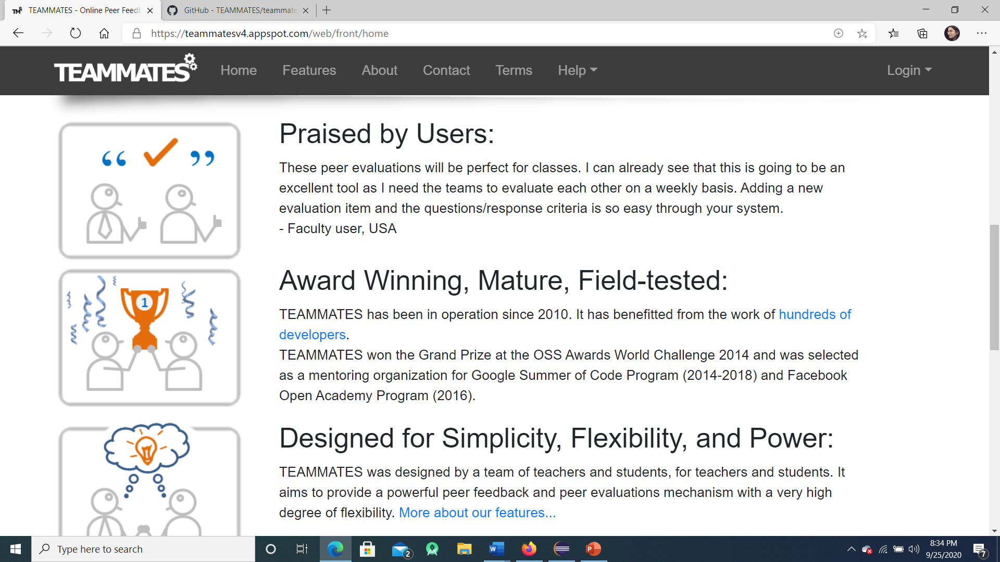 TEAMMATES - Online Peer Feedb
GitHub - TEAMMATES/teammate
https://teammatesv4.appspot.com/web/front/home
TEAMMATES Home Features About Contact Terms Help Login
Praised by Users:
These peer evaluations will be perfect for classes. I can already see that this is going to be an
excellent tool as I need the teams to evaluate each other on a weekly basis. Adding a new
evaluation item and the questions/response criteria is so easy through your system.
- Faculty user, USA
Award Winning, Mature, Field-tested:
1
TEAMMATES has been in operation since 2010. It has benefitted from the work of hundreds of
developers.
TEAMMATES won the Grand Prize at the OSS Awards World Challenge 2014 and was selected
as a mentoring organization for Google Summer of Code Program (2014-2018) and Facebook
Open Academy Program (2016).
Designed for Simplicity, Flexibility, and Power:
TEAMMATES was designed by a team of teachers and students, for teachers and students. It
aims to provide a powerful peer feedback and peer evaluations mechanism with a very high
degree of flexibility. More about our features...
Type here to search
2
8:34 PM
9/25/2020
7